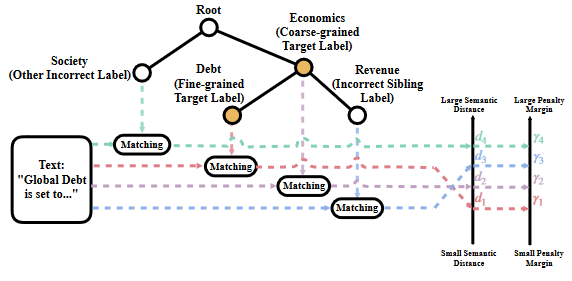 Root
Economics
(Coarse-grained
Target Label)
Society
(Other Incorrect Label)
Debt
(Fine-grained
Target Label)
Revenue
(Incorrect Sibling
Label)
Large Semantic
Distance
Large Penalty
Margin
Text:
"Global Debt
is set to..."
Matching
Matching
Matching
Matching
d4 γ4
d3 γ3
d2 γ2
d1 γ1
Small Semantic
Distance
Small Penalty
Margin